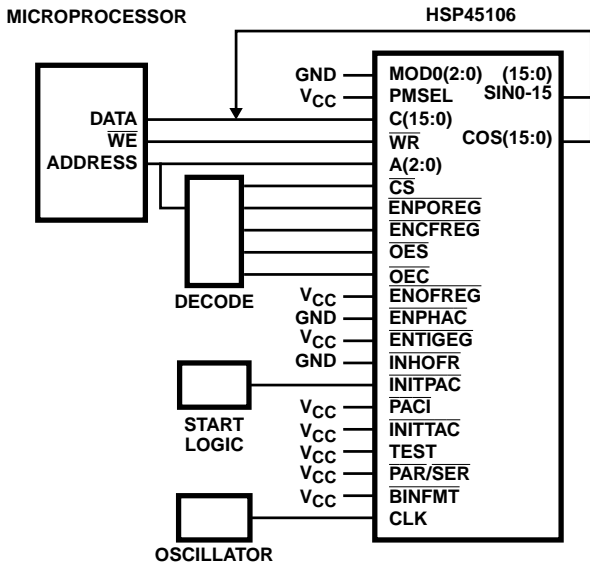 MICROPROCESSOR
HSP45106
DATA
WE
ADDRESS
DECODE
START
LOGIC
OSCILLATOR
GND
VCC
VCC
GND
VCC
GND
VCC
VCC
VCC
VCC
VCC
MOD0(2:0)
PMSEL
C(15:0)
WR
A(2:0)
CS
ENPOREG
ENCFREG
OES
OEC
ENOFREG
ENPHAC
ENTIGEG
INHOFR
INITPAC
PACI
INITTAC
TEST
PAR/SER
BINFMT
CLK
(15:0)
SIN0-15
COS(15:0)